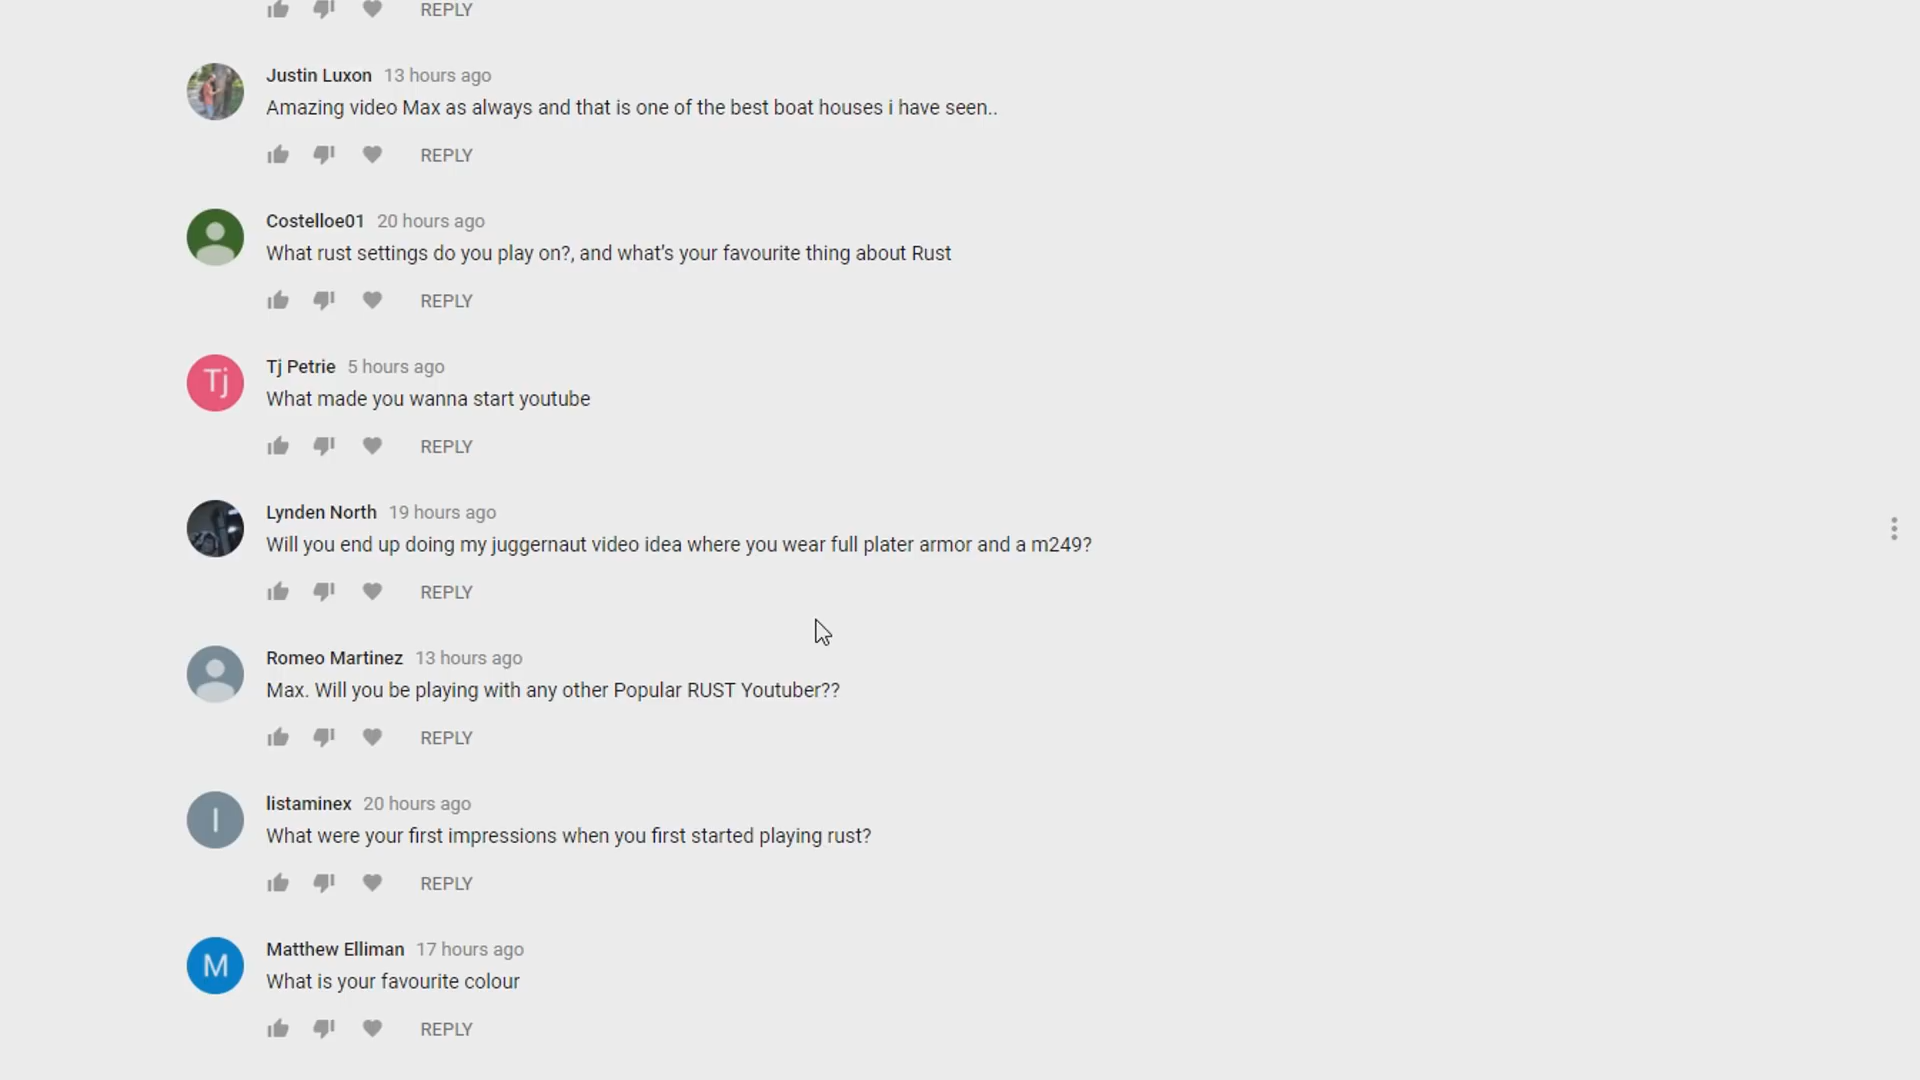 REPLY
Justin Luxon 13 hours ago
Amazing video Max as always and that is one of the best boat houses i have seen..
REPLY
Costelloe01 20 hours ago
What rust settings do you play on?, and what's your favourite thing about Rust
REPLY
Tj
Tj Petrie 5 hours ago
What made you wanna start youtube
REPLY
Lynden North 19 hours ago
Will you end up doing my juggernaut video idea where you wear full plater armor and a m249?
REPLY
Romeo Martinez 13 hours ago
Max. Will you be playing with any other Popular RUST Youtuber??
REPLY
l
listaminex 20 hours ago
What were your first impressions when you first started playing rust?
REPLY
M
Matthew Elliman 17 hours ago
What is your favourite colour
REPLY